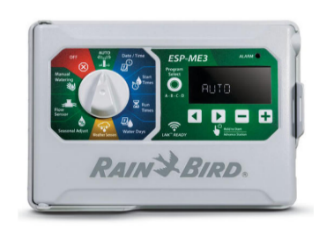 OFF
AUTO
Date / Time
Start
Times
Run
Times
Water Days
Seasonal Adjust
Flow
Sensor
Manual
Watering
ESP-ME3
ALARM
Program
Select
A B C D
AUTO
LNK READY
RAIN BIRD